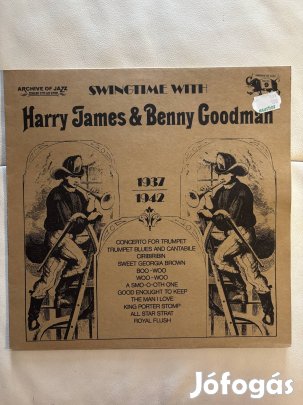 ARCHIVE OF JAZZ
SWINGTIME WITH
Harry James & Benny Goodman
1937
1942
CONCERTO FOR TRUMPET
TRUMPET BLUES AND CANTABILE
CIRIBIRIBIN
SWEET GEORGIA BROWN
BOO-WOO
WOO-WOO
A SMO-O-OTH ONE
GOOD ENOUGHT TO KEEP
THE MAN I LOVE
KING PORTER STOMP
ALL STAR STRAT
ROYAL FLUSH
Jófogás